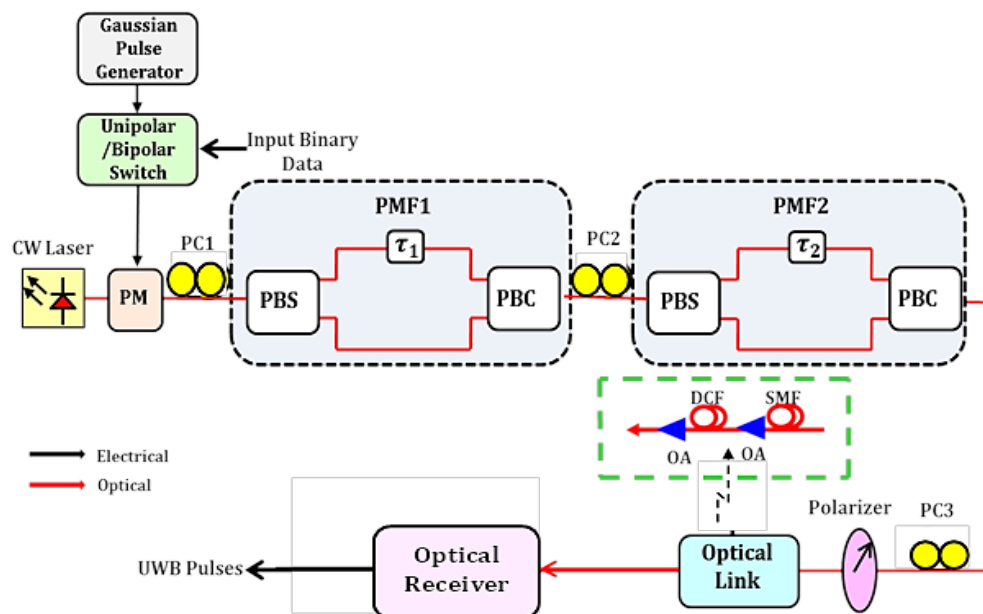 Gaussian
Pulse
Generator
Unipolar
/Bipolar
Switch
Input Binary
Data
CW Laser
PM
PC1
PMF1
τ1
PBS
PBC
PC2
PMF2
τ2
PBS
PBC
DCF
SMF
OA
OA
Electrical
Optical
Polarizer
PC3
UWB Pulses
Optical
Receiver
Optical
Link